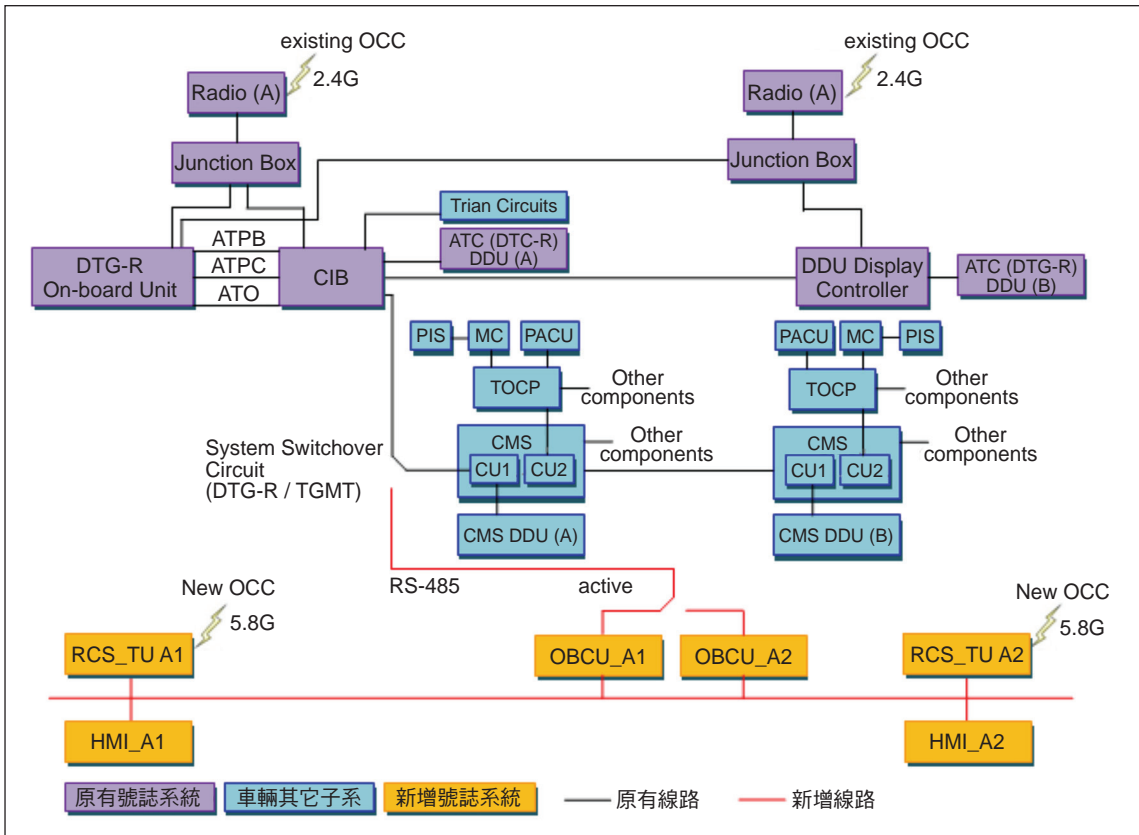 existing OCC
2.4G
Radio (A)
existing OCC
2.4G
Radio (A)
Junction Box
Junction Box
Trian Circuits
ATPB
ATPC
ATO
DTG-R
On-board Unit
CIB
ATC (DTC-R)
DDU (A)
DDU Display
Controller
ATC (DTG-R)
DDU (B)
PIS
MC
PACU
PACU
MC
PIS
TOCP
Other
components
TOCP
Other
components
System Switchover
Circuit
(DTG-R / TGMT)
CMS
CU1
CU2
Other
components
CMS
CU1
CU2
Other
components
CMS DDU (A)
CMS DDU (B)
RS-485
active
New OCC
5.8G
New OCC
5.8G
RCS_TU A1
OBCU_A1
OBCU_A2
RCS_TU A2
HMI_A1
HMI_A2
原有號誌系統
車輛其它子系
新增號誌系統
原有線路
新增線路